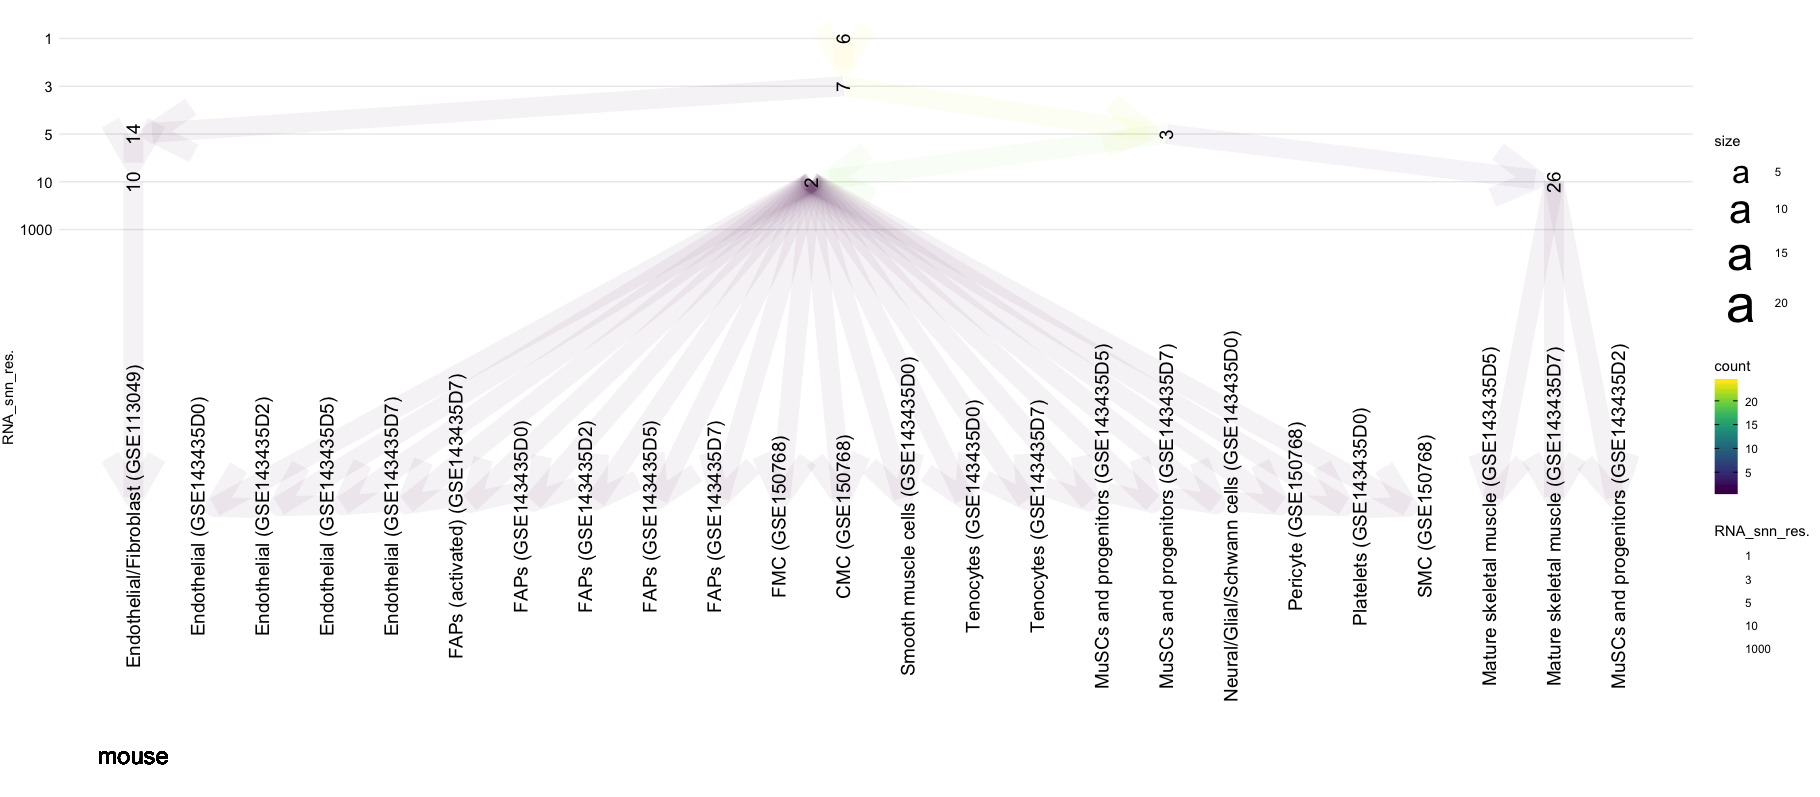 1
6
3
7
5
14
3
10
10
2
26
1000
RNA_snn_res.
Endothelial/Fibroblast (GSE113049)
Endothelial (GSE143435D0)
Endothelial (GSE143435D2)
Endothelial (GSE143435D5)
Endothelial (GSE143435D7)
FAPs (activated) (GSE143435D7)
FAPs (GSE143435D0)
FAPs (GSE143435D2)
FAPs (GSE143435D5)
FAPs (GSE143435D7)
FMC (GSE150768)
CMC (GSE150768)
Smooth muscle cells (GSE143435D0)
Tenocytes (GSE143435D0)
Tenocytes (GSE143435D7)
MuSCs and progenitors (GSE143435D5)
MuSCs and progenitors (GSE143435D7)
Neural/Glial/Schwann cells (GSE143435D0)
Pericyte (GSE150768)
Platelets (GSE143435D0)
SMC (GSE150768)
Mature skeletal muscle (GSE143435D5)
Mature skeletal muscle (GSE143435D7)
MuSCs and progenitors (GSE143435D2)
mouse
size
a 5
a 10
a 15
a 20
count
20
15
10
5
RNA_snn_res.
1
3
5
10
1000